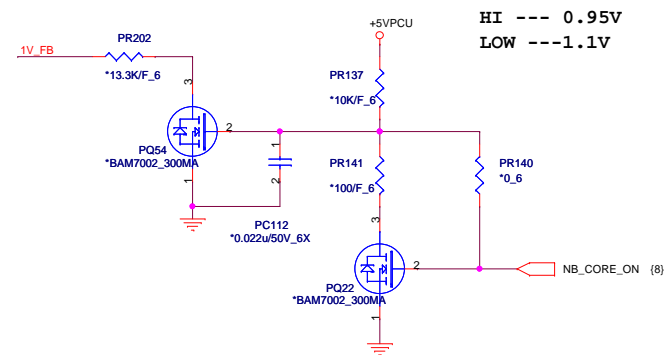 HI --- 0.95V
LOW ---1.1V
+5VPCU
1V_FB
PR202
*13.3K/F_6
3
2
PQ54
*BAM7002_300MA
1
1
2
PC112
*0.022u/50V_6X
PR137
*10K/F_6
PR141
*100/F_6
PR140
*0_6
3
2
PQ22
*BAM7002_300MA
1
NB_CORE_ON {8}